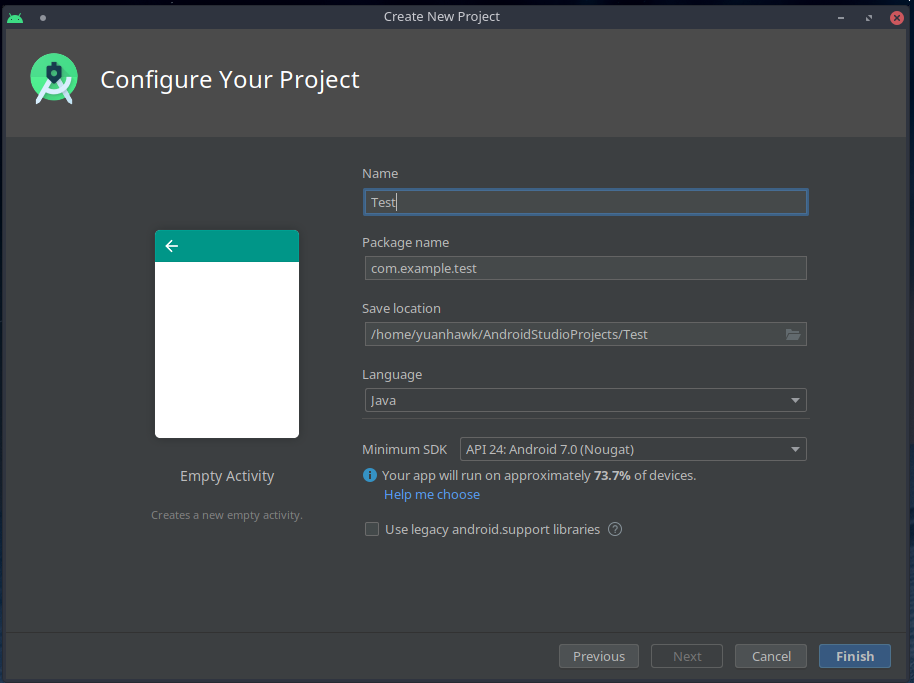 Create New Project
Configure Your Project
Name
Test
Package name
com.example.test
Save location
/home/yuanhawk/AndroidStudioProjects/Test
Language
Java
Minimum SDK API 24: Android 7.0 (Nougat)
Your app will run on approximately 73.7% of devices.
Help me choose
Use legacy android.support libraries ?
Empty Activity
Creates a new empty activity.
Previous Next Cancel Finish